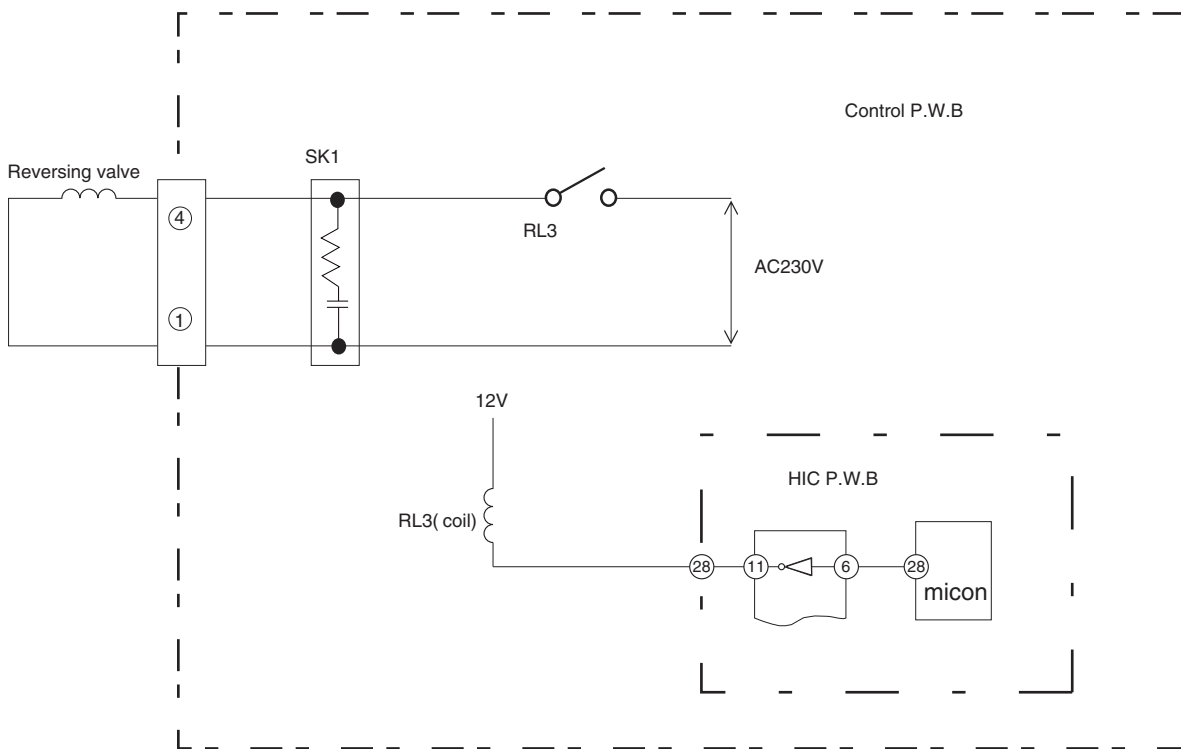 Control P.W.B
SK1
Reversing valve
④
RL3
AC230V
①
12V
HIC P.W.B
RL3( coil)
28
11
6
28
micon